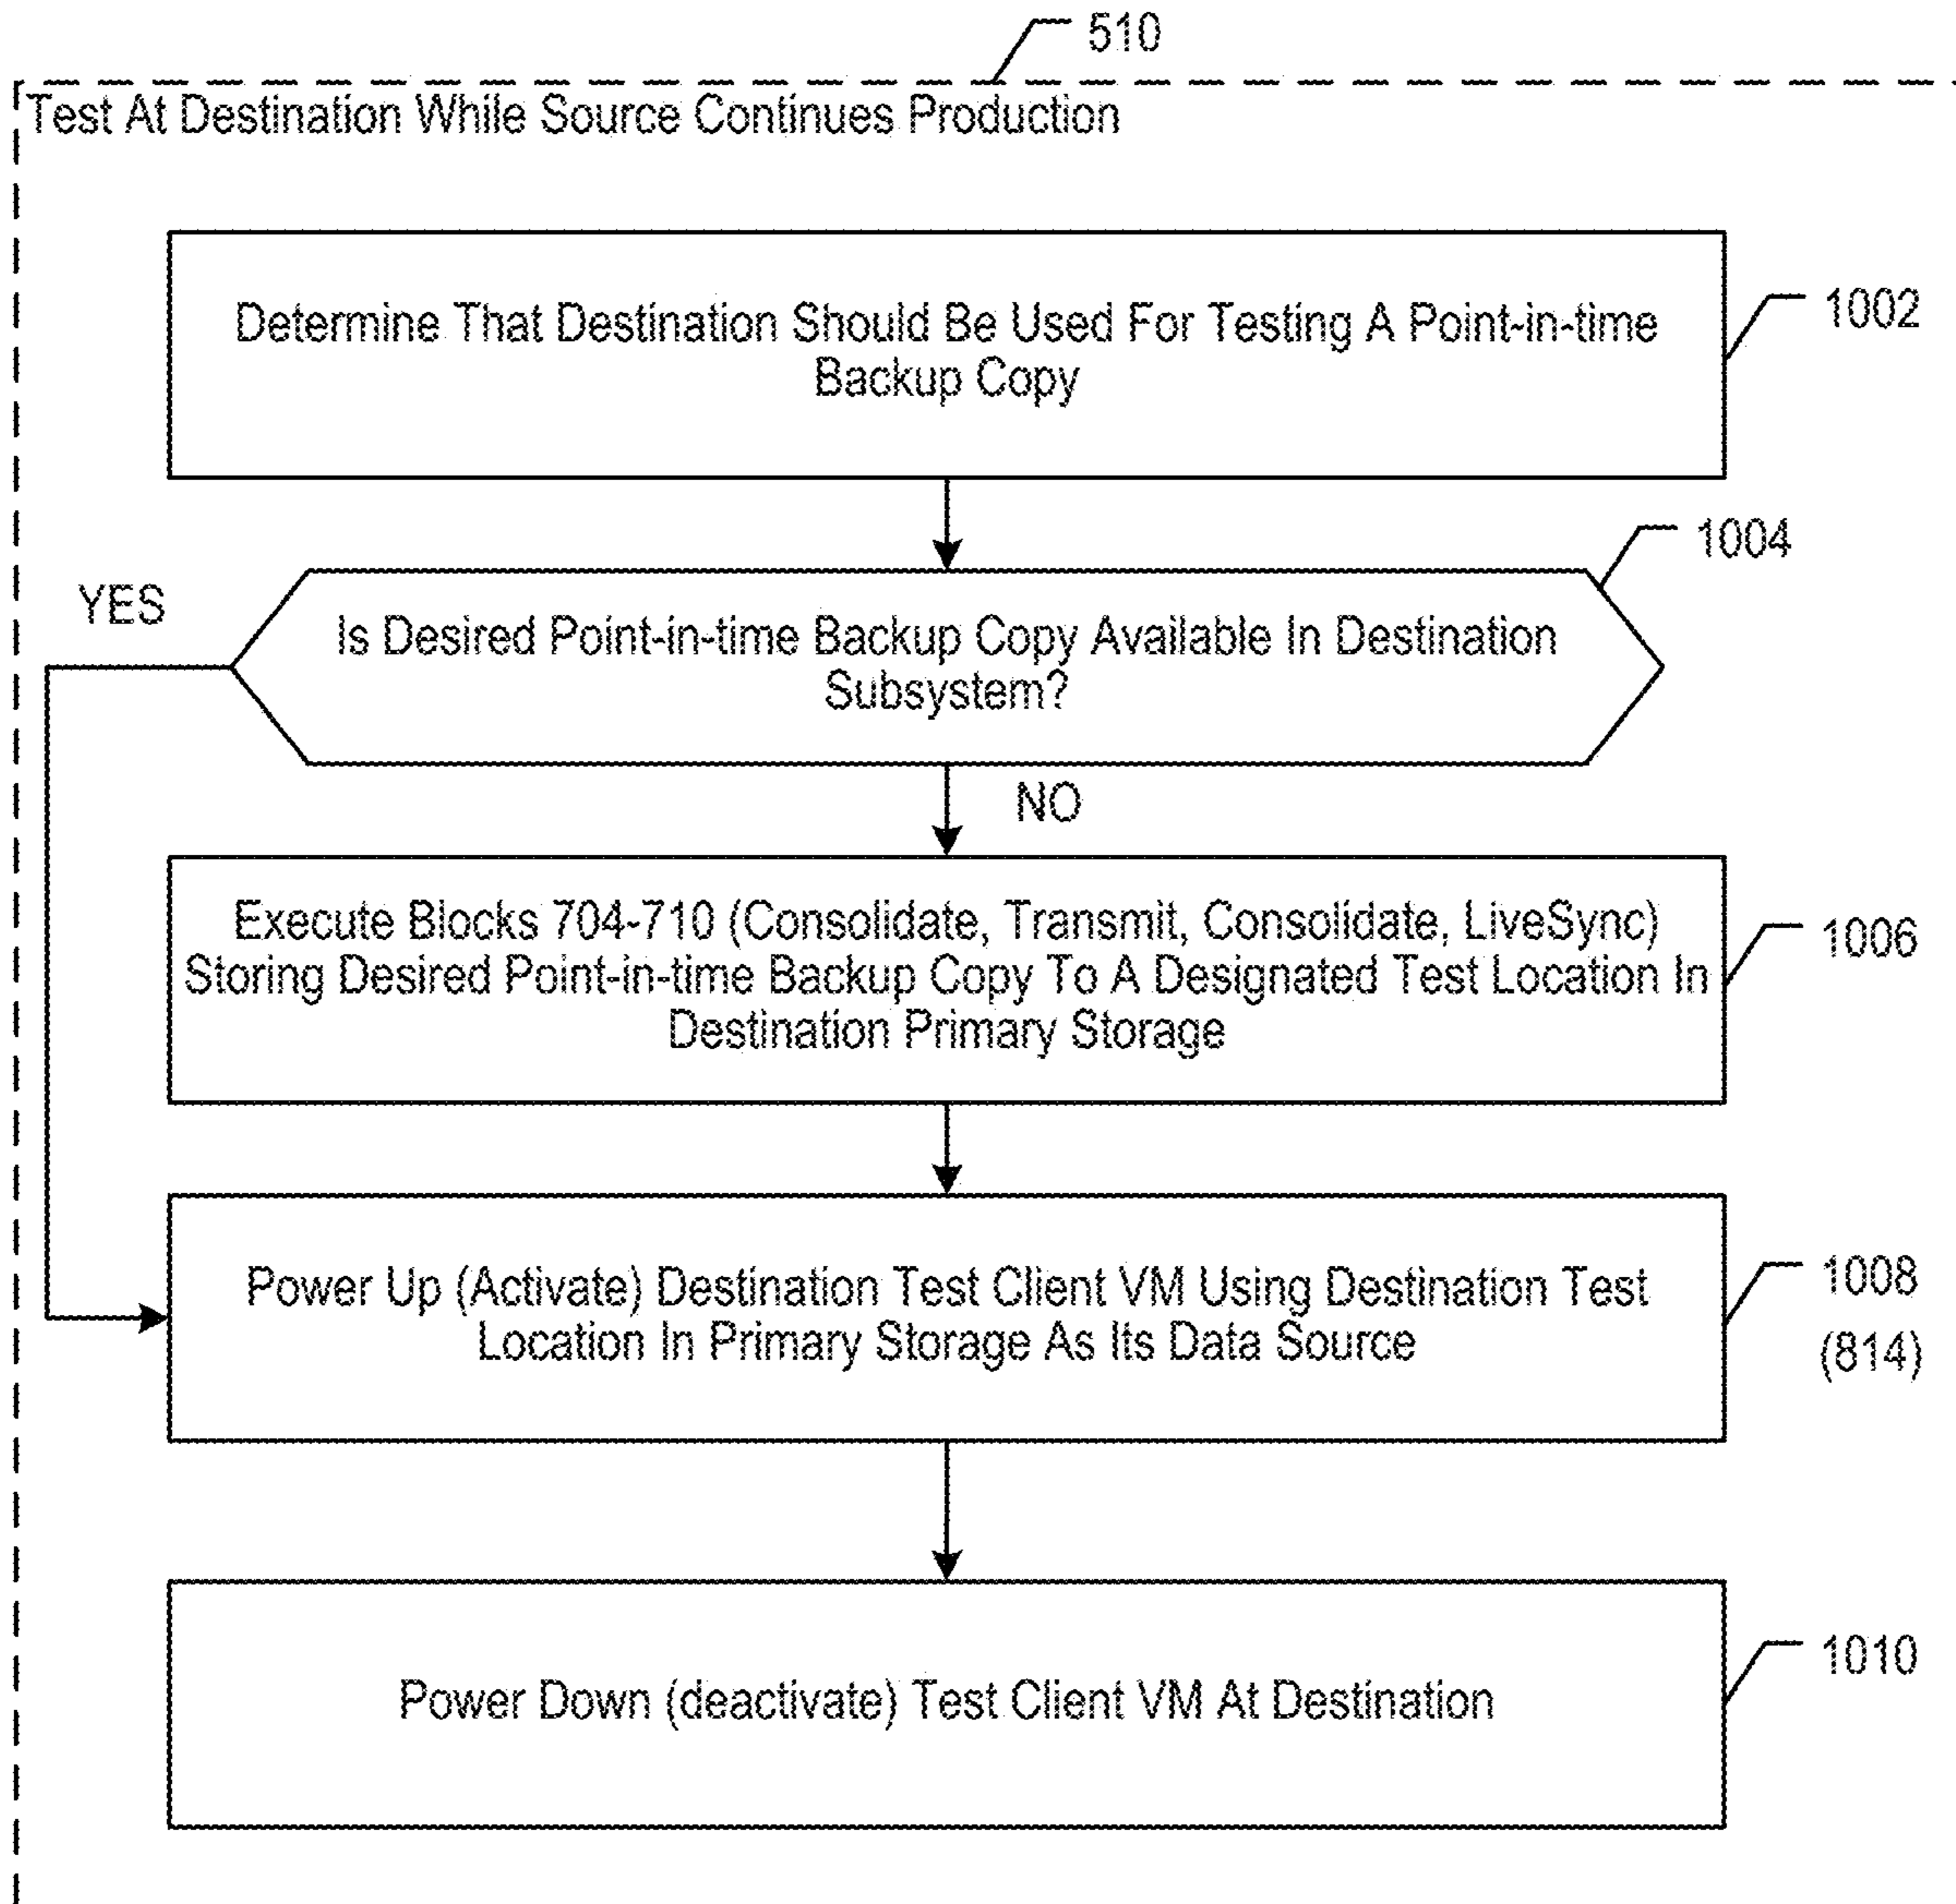 510
Test At Destination While Source Continues Production
Determine That Destination Should Be Used For Testing A Point-in-time
Backup Copy
1002
1004
YES
Is Desired Point-in-time Backup Copy Available In Destination
Subsystem?
NO
Execute Blocks 704-710 (Consolidate, Transmit, Consolidate, LiveSync)
Storing Desired Point-in-time Backup Copy To A Designated Test Location In
Destination Primary Storage
1006
Power Up (Activate) Destination Test Client VM Using Destination Test
Location In Primary Storage As Its Data Source
1008
(814)
Power Down (deactivate) Test Client VM At Destination
1010